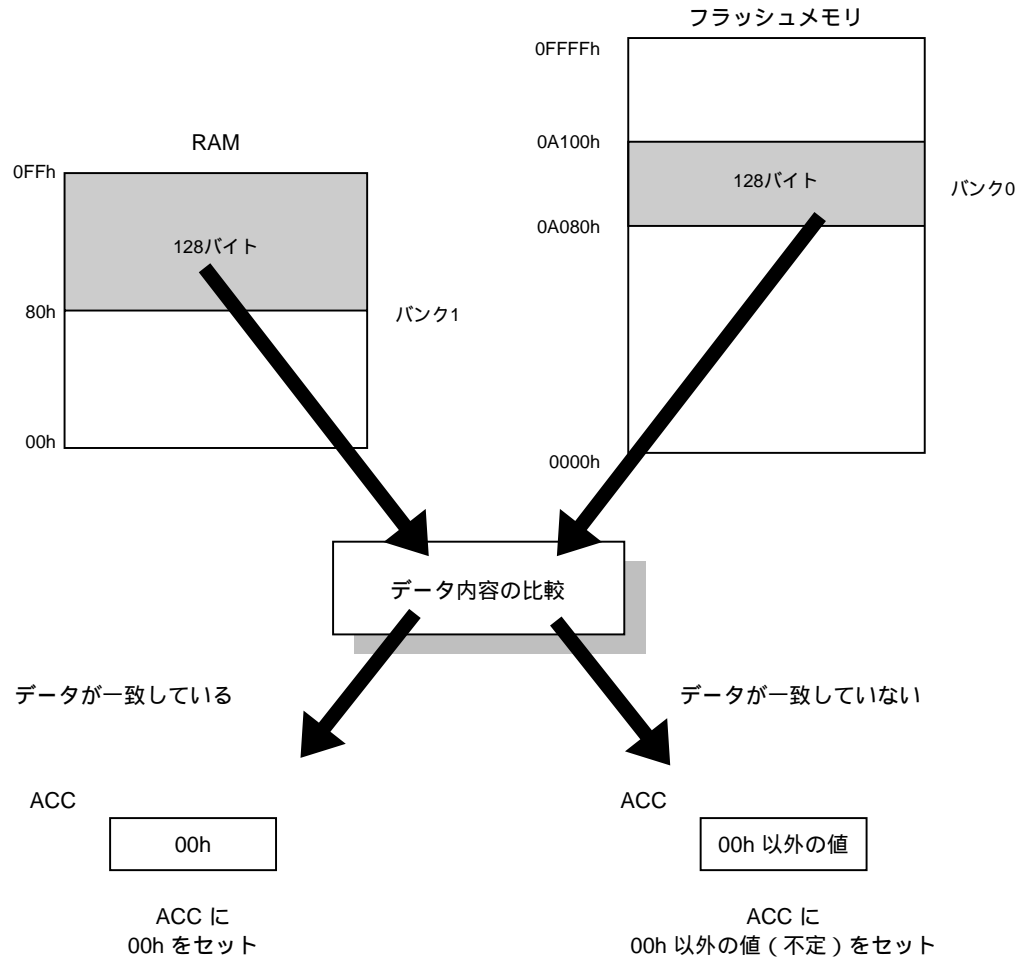 フラッシュメモリ
0FFFFh
RAM
0A100h
0FFh
128バイト
バンク0
0A080h
128バイト
80h
バンク1
00h
0000h
データ内容の比較
データが一致している
データが一致していない
ACC
00h
ACC に
00h をセット
ACC
00h 以外の値
ACC に
00h 以外の値 ( 不定 ) をセット